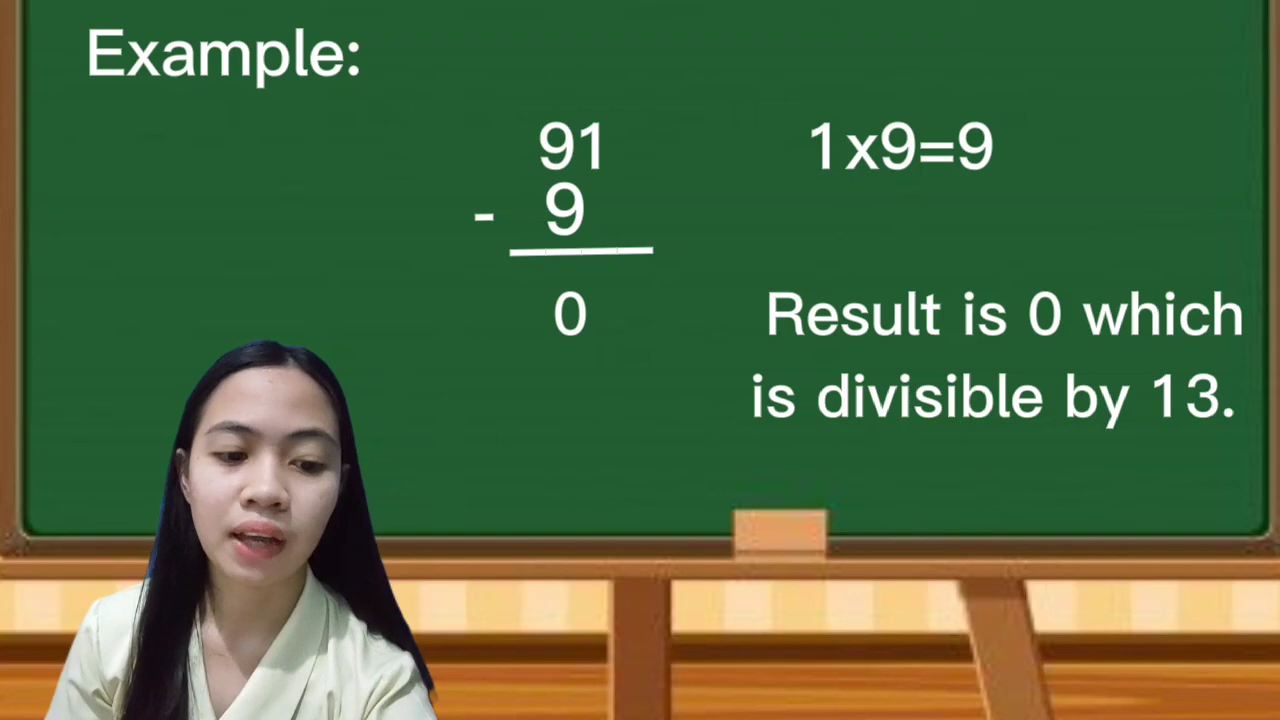 Example:
91 1x9=9
- 9
0 Result is 0 which
is divisible by 13.